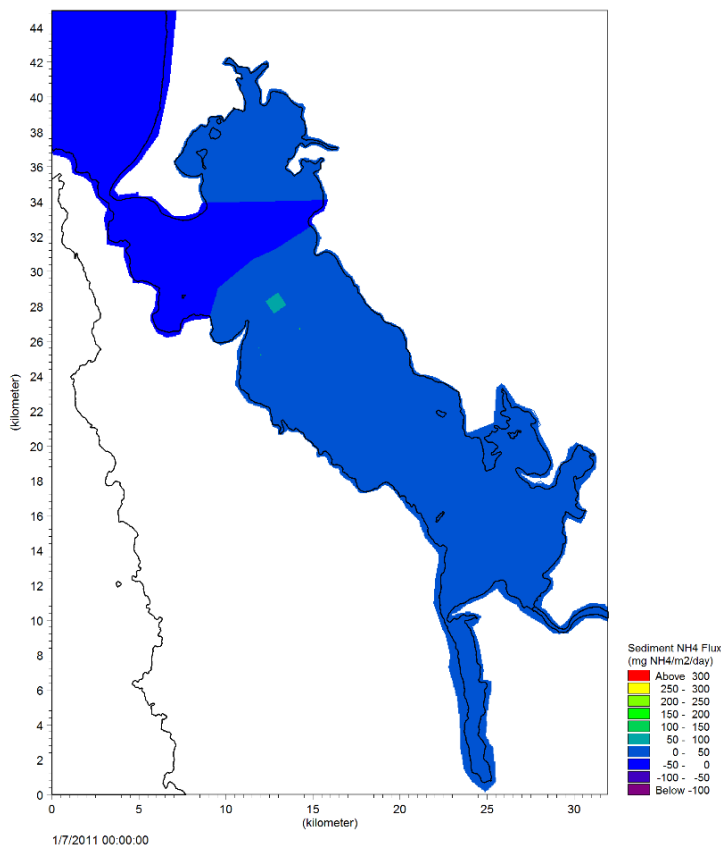 44
42
40
38
36
34
32
30
28
26
24
22
20
18
16
14
12
10
8
6
4
2
0
(kilometer)
0 5 10 15 20 25 30
(kilometer)
1/7/2011 00:00:00
Sediment NH4 Flux
(mg NH4/m2/day)
Above 300
250 - 300
200 - 250
150 - 200
100 - 150
50 - 100
0 - 50
-50 - 0
-100 - -50
Below -100